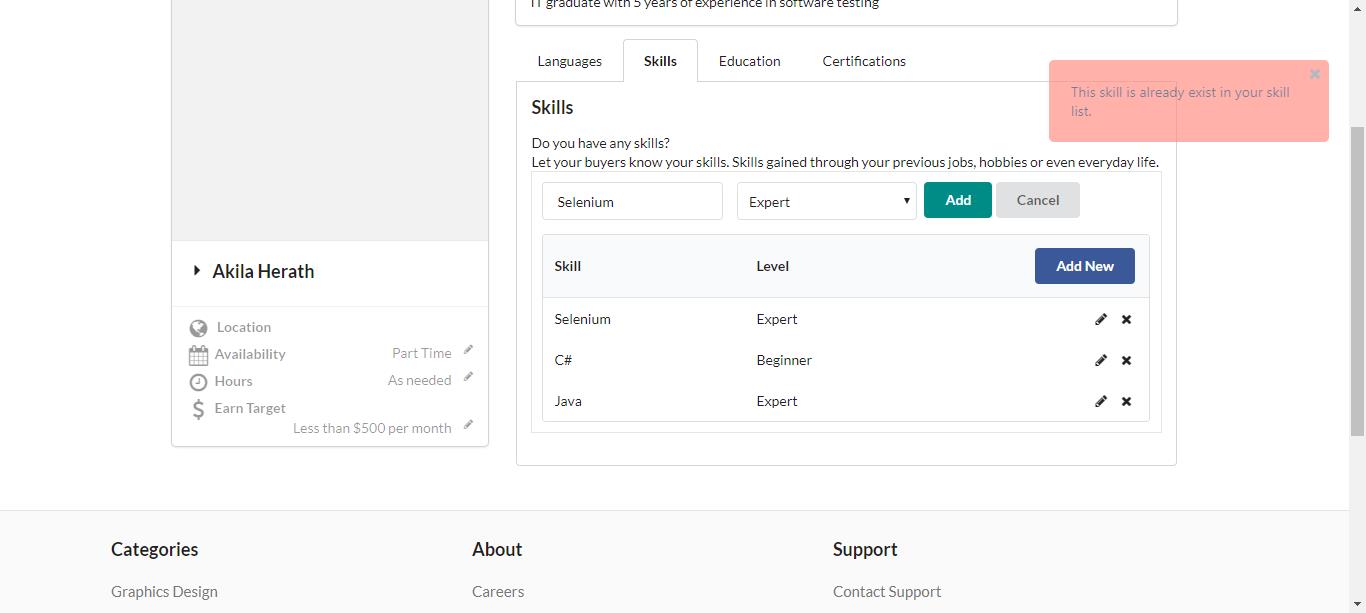 IT graduate with 5 years of experience in software testing
Languages Skills Education Certifications
This skill is already exist in your skill
list.
Skills
Do you have any skills?
Let your buyers know your skills. Skills gained through your previous jobs, hobbies or even everyday life.
Selenium Expert Add Cancel
Skill Level Add New
Selenium Expert
C# Beginner
Java Expert
Akila Herath
Location
Availability Part Time
Hours As needed
Earn Target
Less than $500 per month
Categories About Support
Graphics Design Careers Contact Support